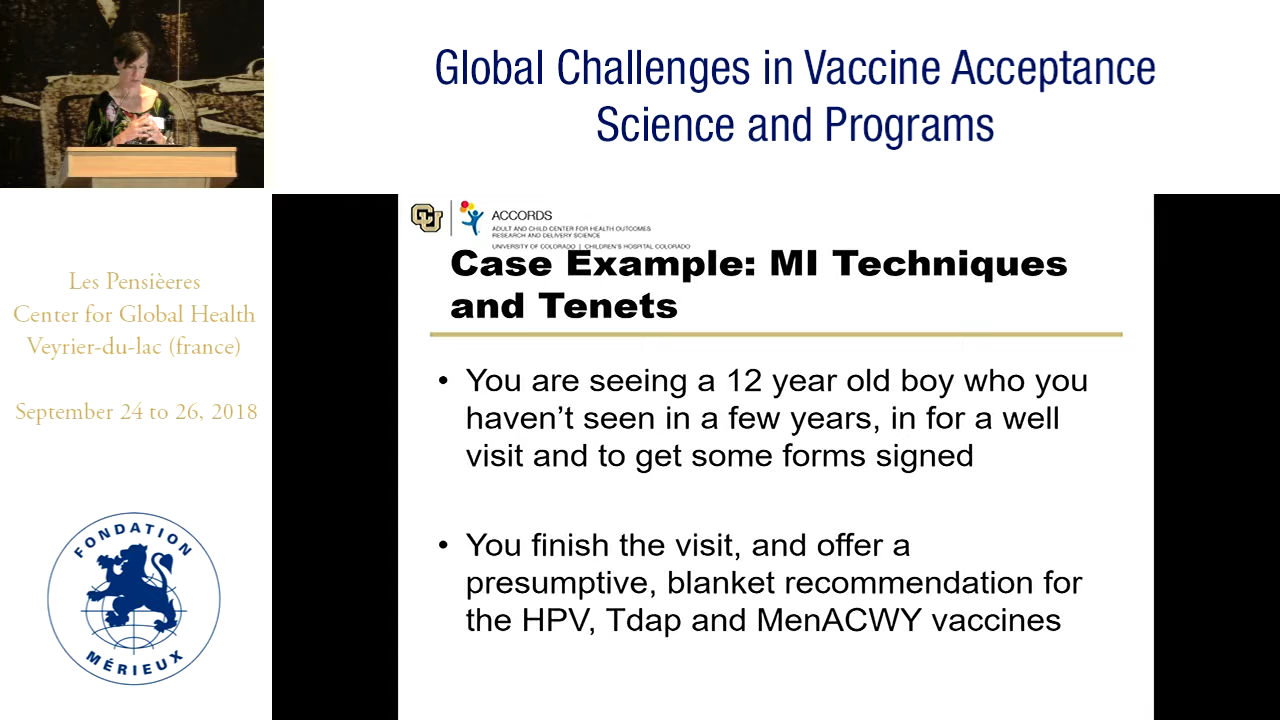 Global Challenges in Vaccine Acceptance
Science and Programs
Les Pensièeres
Center for Global Health
Veyrier-du-lac (france)
September 24 to 26, 2018
FONDATION
MÉRIEUX
CU
ACCORDS
ADULT AND CHILD CENTER FOR HEALTH OUTCOMES
RESEARCH AND DELIVERY SCIENCE
UNIVERSITY OF COLORADO | CHILDREN'S HOSPITAL COLORADO
Case Example: MI Techniques
and Tenets
• You are seeing a 12 year old boy who you
haven’t seen in a few years, in for a well
visit and to get some forms signed
• You finish the visit, and offer a
presumptive, blanket recommendation for
the HPV, Tdap and MenACWY vaccines